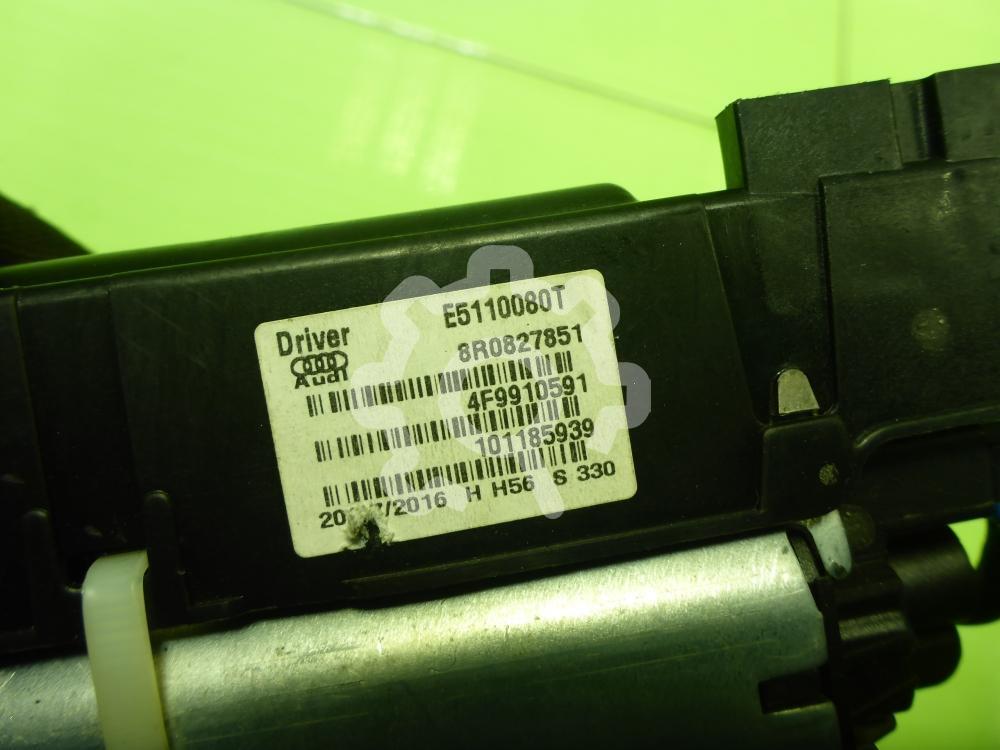 Driver E5110080T
Audi 8R0827851
4F9910591
101185939
H H56 S 330